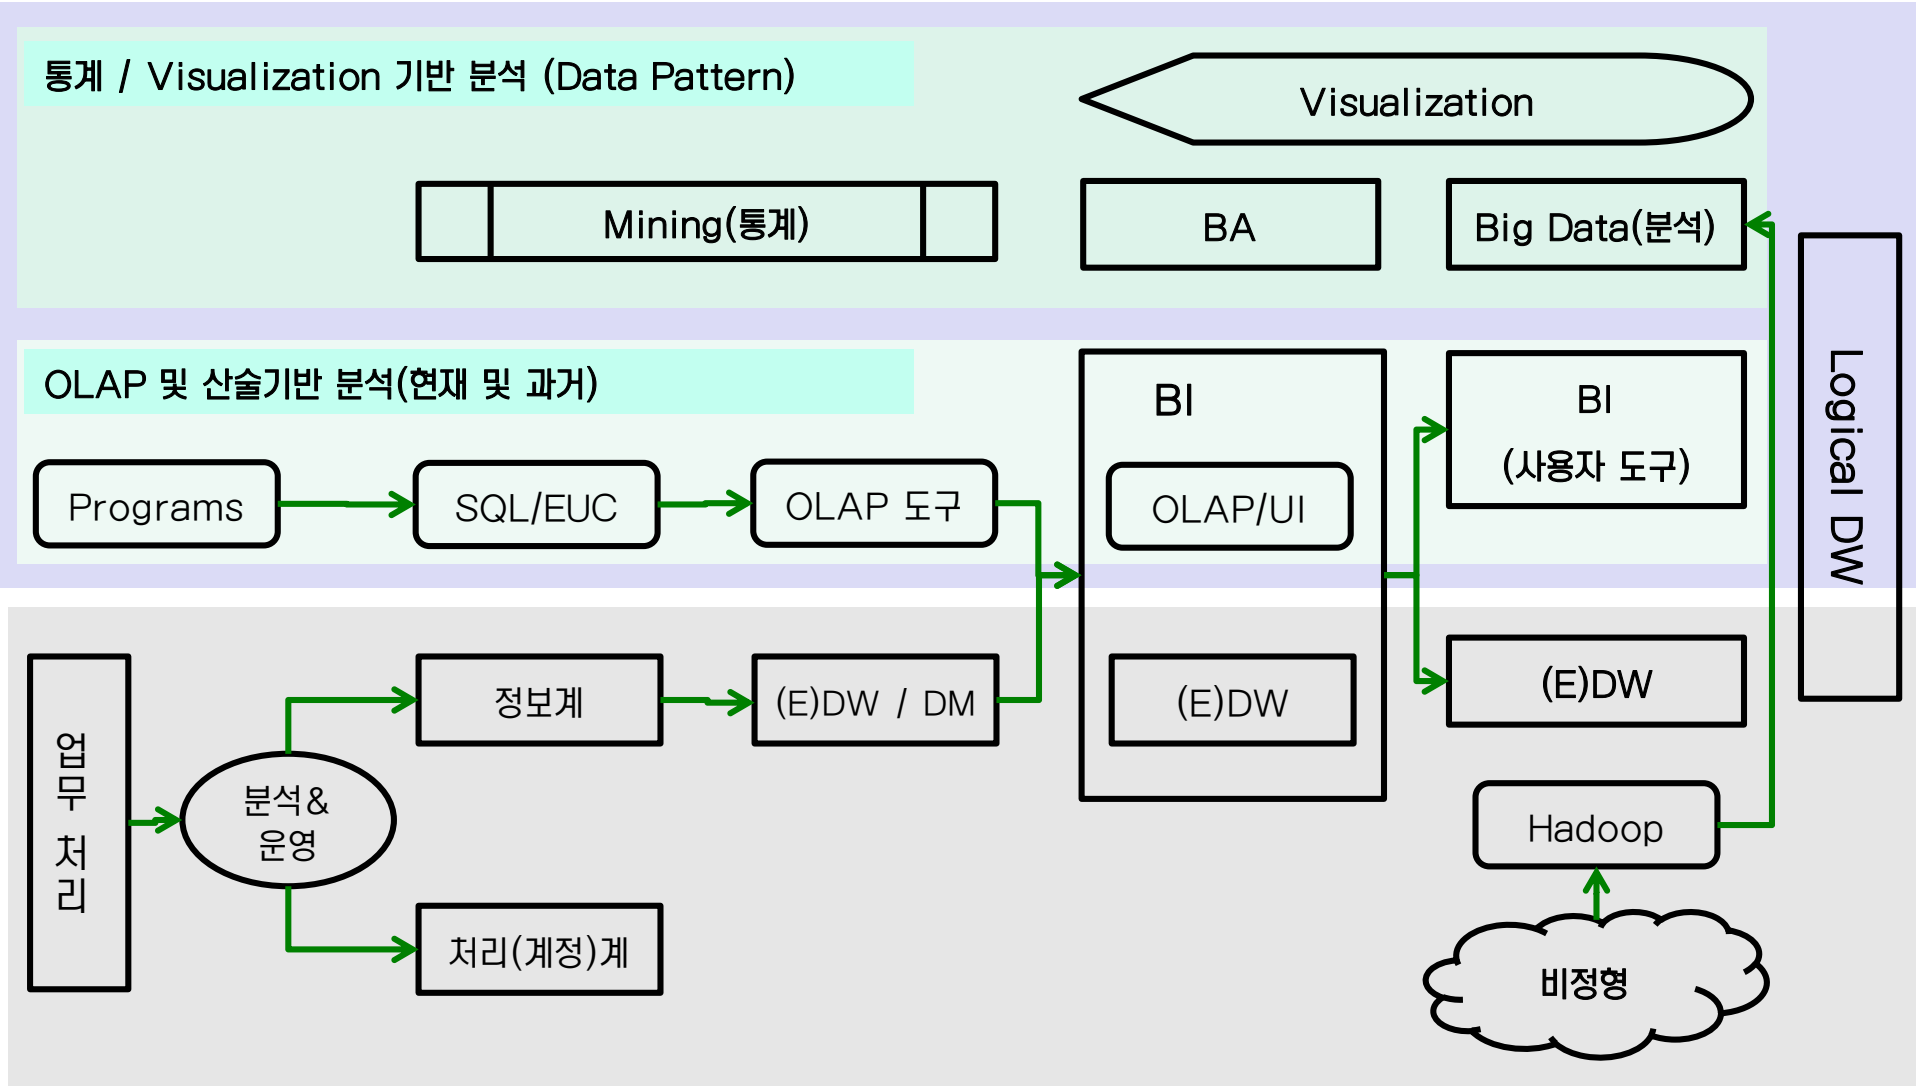 통계 / Visualization 기반 분석 (Data Pattern)
Visualization
Mining(통계)
BA
Big Data(분석)
OLAP 및 산술기반 분석(현재 및 과거)
Programs
SQL/EUC
OLAP 도구
BI
OLAP/UI
BI
(사용자 도구)
Logical DW
업무 처리
분석&
운영
정보계
(E)DW / DM
(E)DW
(E)DW
처리(계정)계
Hadoop
비정형